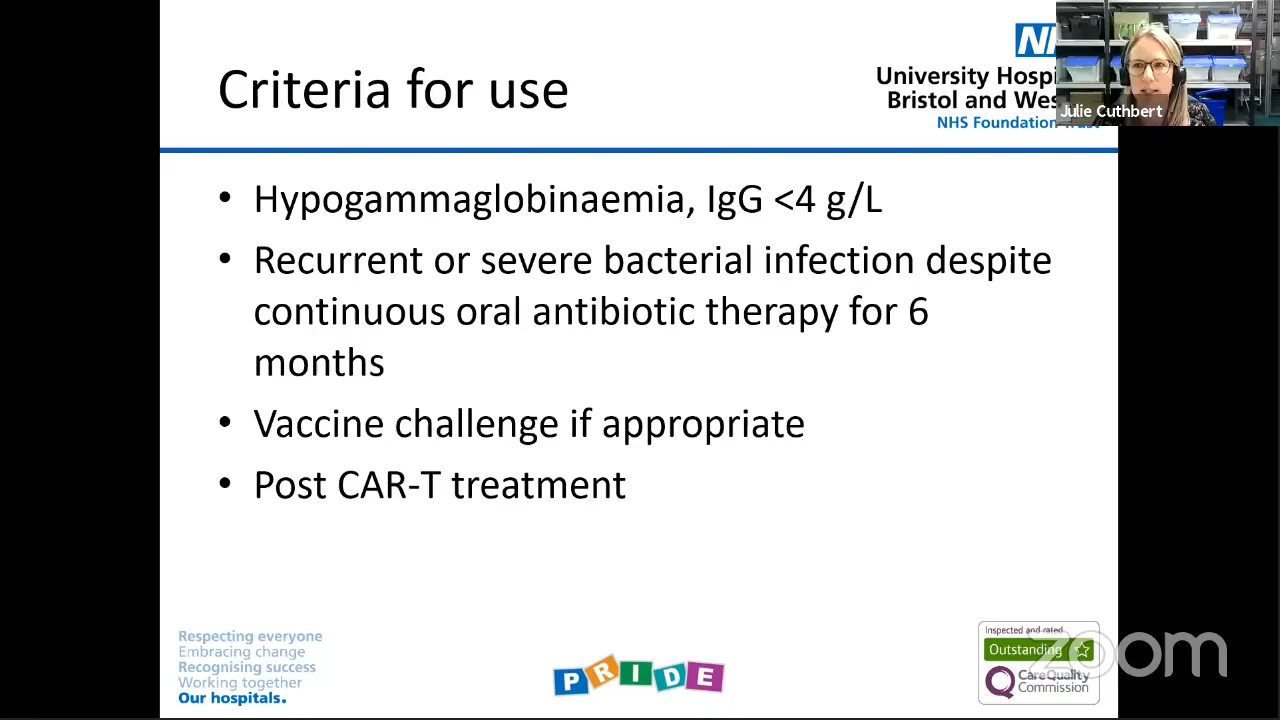 Criteria for use
University Hospi
Bristol and Wes
NHS Foundation Trust
Julie Cuthbert
• Hypogammaglobinaemia, IgG <4 g/L
• Recurrent or severe bacterial infection despite
continuous oral antibiotic therapy for 6
months
• Vaccine challenge if appropriate
• Post CAR-T treatment
Respecting everyone
Embracing change
Recognising success
Working together
Our hospitals.
PRIDE
Inspected and rated
Outstanding
CareQuality
Commission
zoom